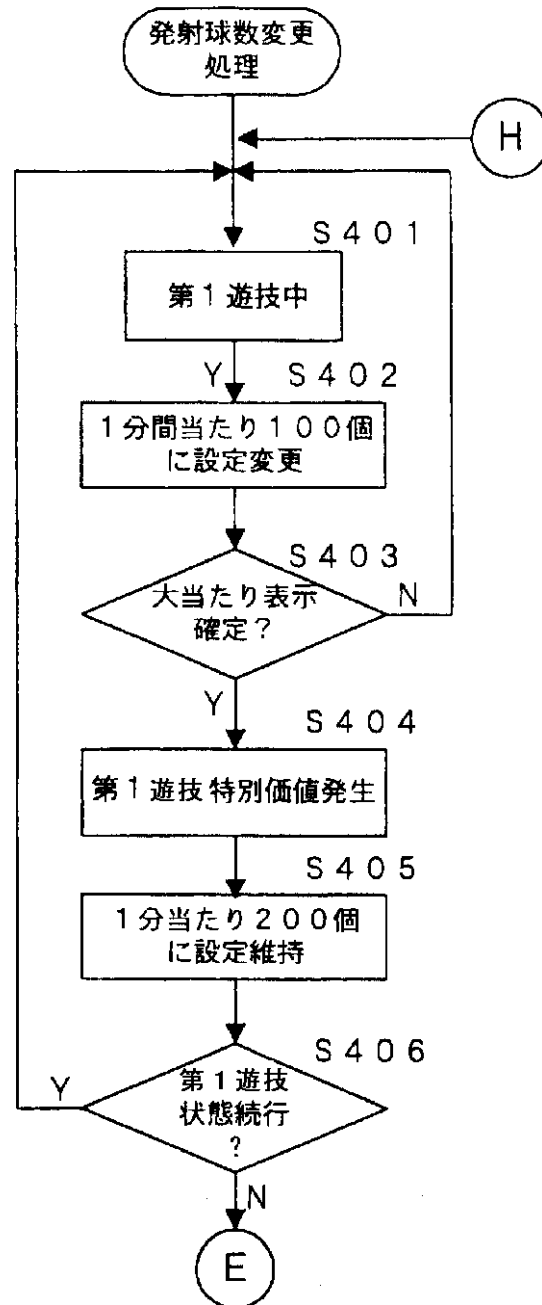 発射球数変更
処理
H
S401
第1遊技中
Y
S402
1分間当たり100個
に設定変更
S403
大当たり表示
確定?
N
Y
S404
第1遊技特別価値発生
S405
1分当たり200個
に設定維持
S406
Y
第1遊技
状態続行
?
N
E